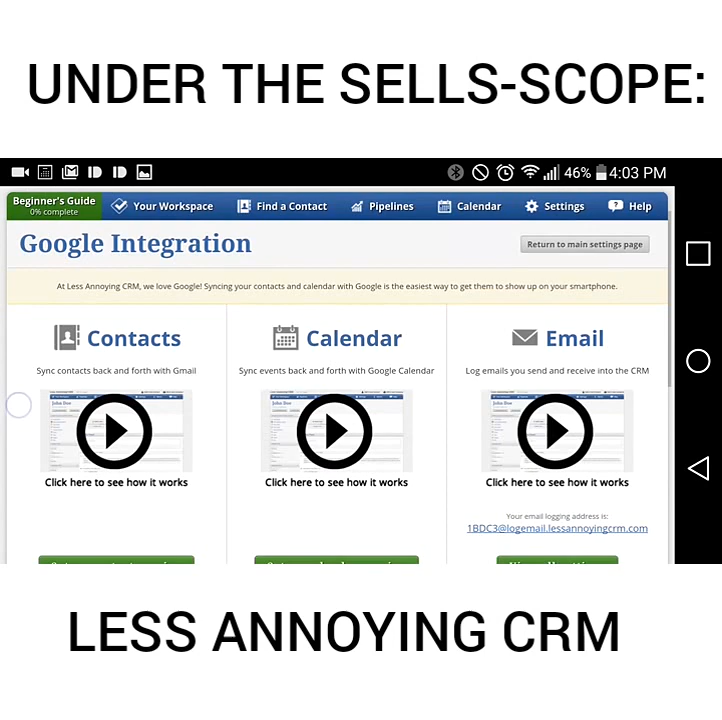 UNDER THE SELLS-SCOPE:
46% 4:03 PM
Beginner's Guide
0% complete
Your Workspace
Find a Contact
Pipelines
Calendar
Settings
Help
Google Integration
Return to main settings page
At Less Annoying CRM, we love Google! Syncing your contacts and calendar with Google is the easiest way to get them to show up on your smartphone.
Contacts
Sync contacts back and forth with Gmail
Click here to see how it works
Calendar
Sync events back and forth with Google Calendar
Click here to see how it works
Email
Log emails you send and receive into the CRM
Click here to see how it works
Your email logging address is:
1BDC3@logemail.lessannoyingcrm.com
LESS ANNOYING CRM